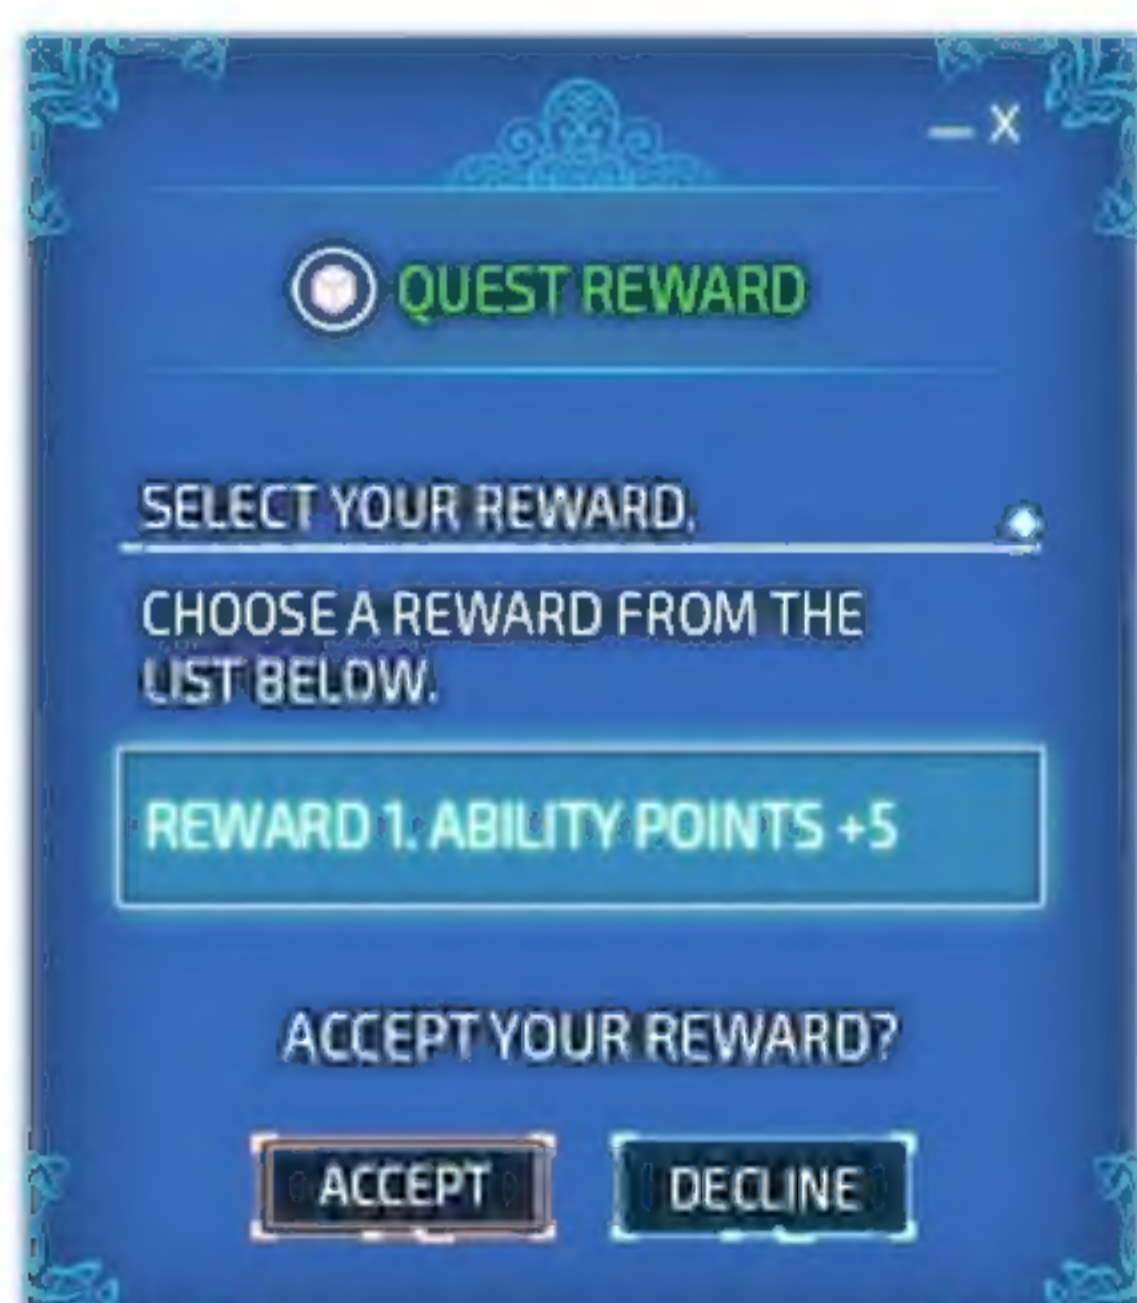 — X
QUEST REWARD
SELECT YOUR REWARD.
CHOOSE A REWARD FROM THE
LIST BELOW.
REWARD 1. ABILITY POINTS +5
ACCEPT YOUR REWARD?
ACCEPT DECLINE